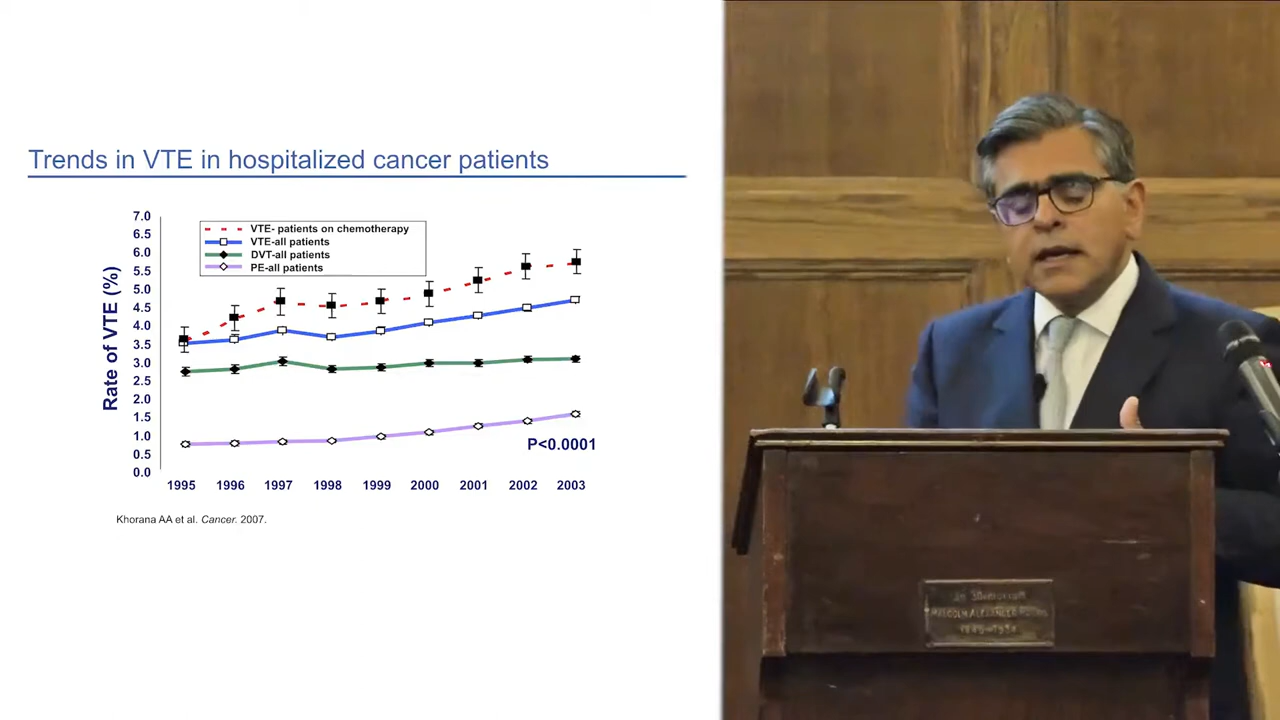 Trends in VTE in hospitalized cancer patients
7.0
6.5
6.0
5.5
5.0
4.5
4.0
3.5
3.0
2.5
2.0
1.5
1.0
0.5
0.0
Rate of VTE (%)
VTE- patients on chemotherapy
VTE-all patients
DVT-all patients
PE-all patients
P<0.0001
1995 1996 1997 1998 1999 2000 2001 2002 2003
Khorana AA et al. Cancer. 2007.
MALCOLM ALEXANDER